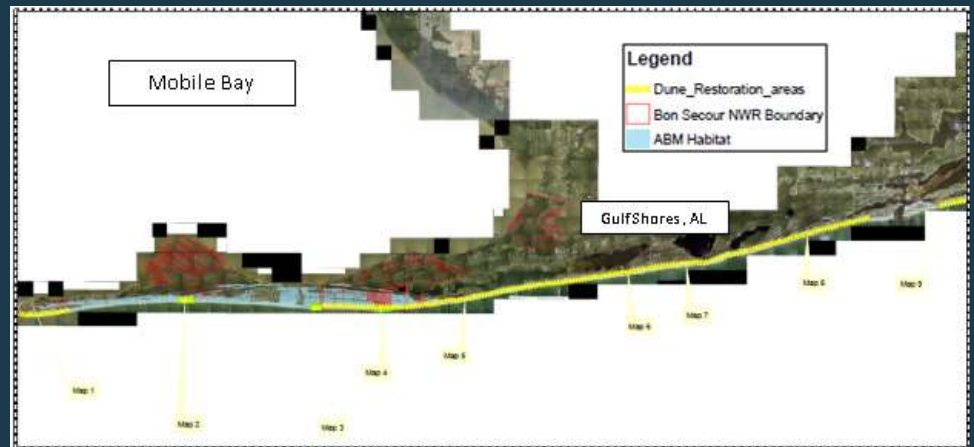 Mobile Bay
Legend
Dune_Restoration_areas
Bon Secour NWR Boundary
ABM Habitat
GulfShores, AL
Map 1
Map 2
Map 3
Map 4
Map 5
Map 6
Map 7
Map 8
Map 9